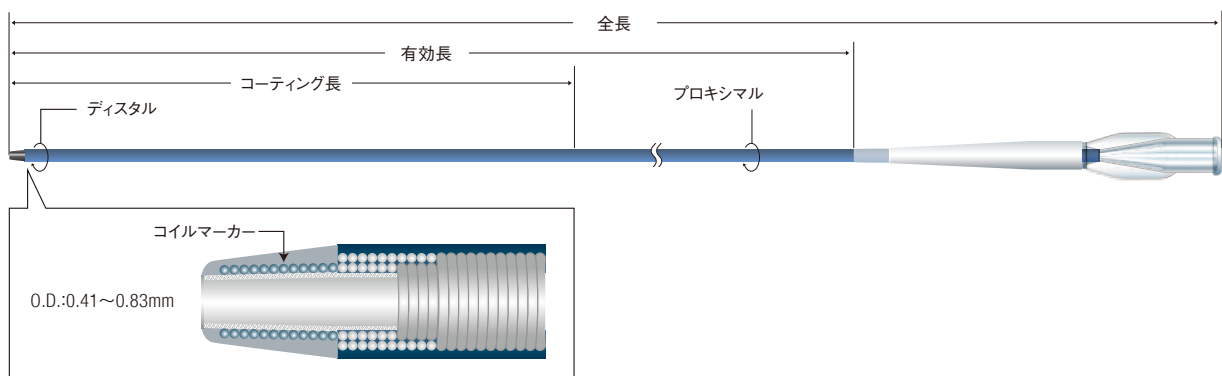 全長
有効長
コーティング長
ディスタル
プロキシマル
コイルマーカー
O.D.:0.41～0.83mm